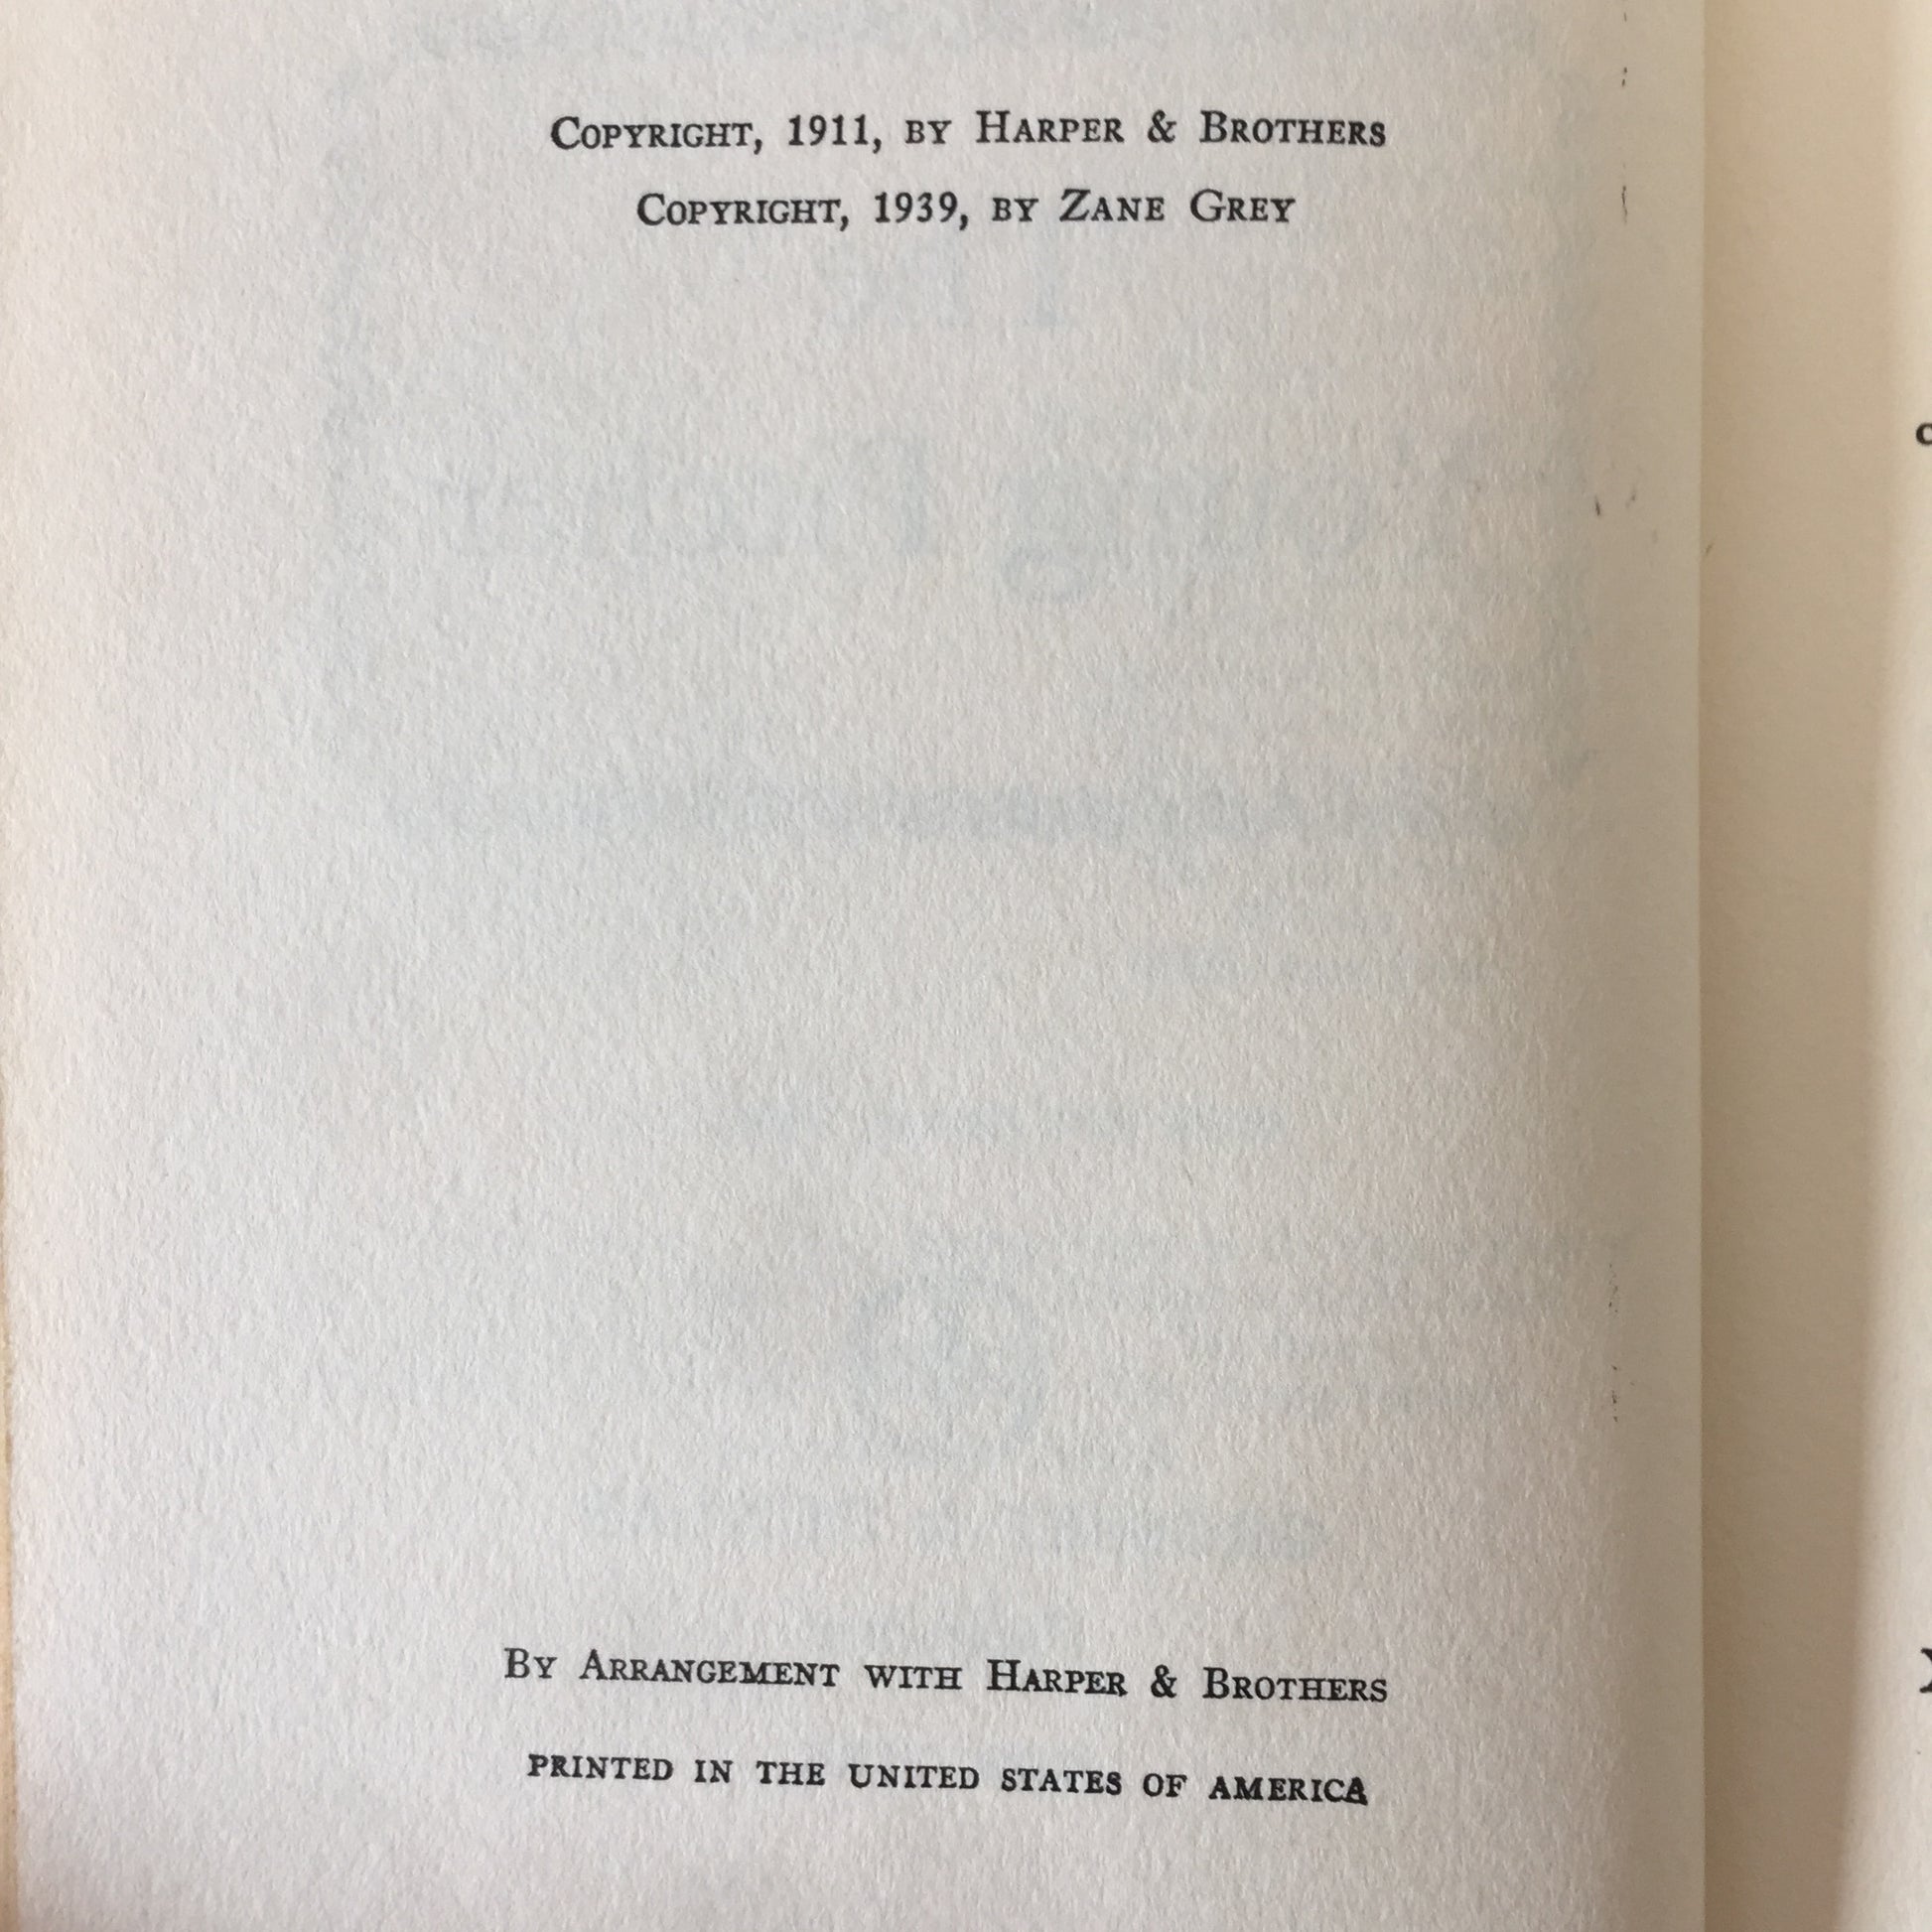 Copyright, 1911, by Harper & Brothers
Copyright, 1939, by Zane Grey
By Arrangement with Harper & Brothers
PRINTED IN THE UNITED STATES OF AMERICA